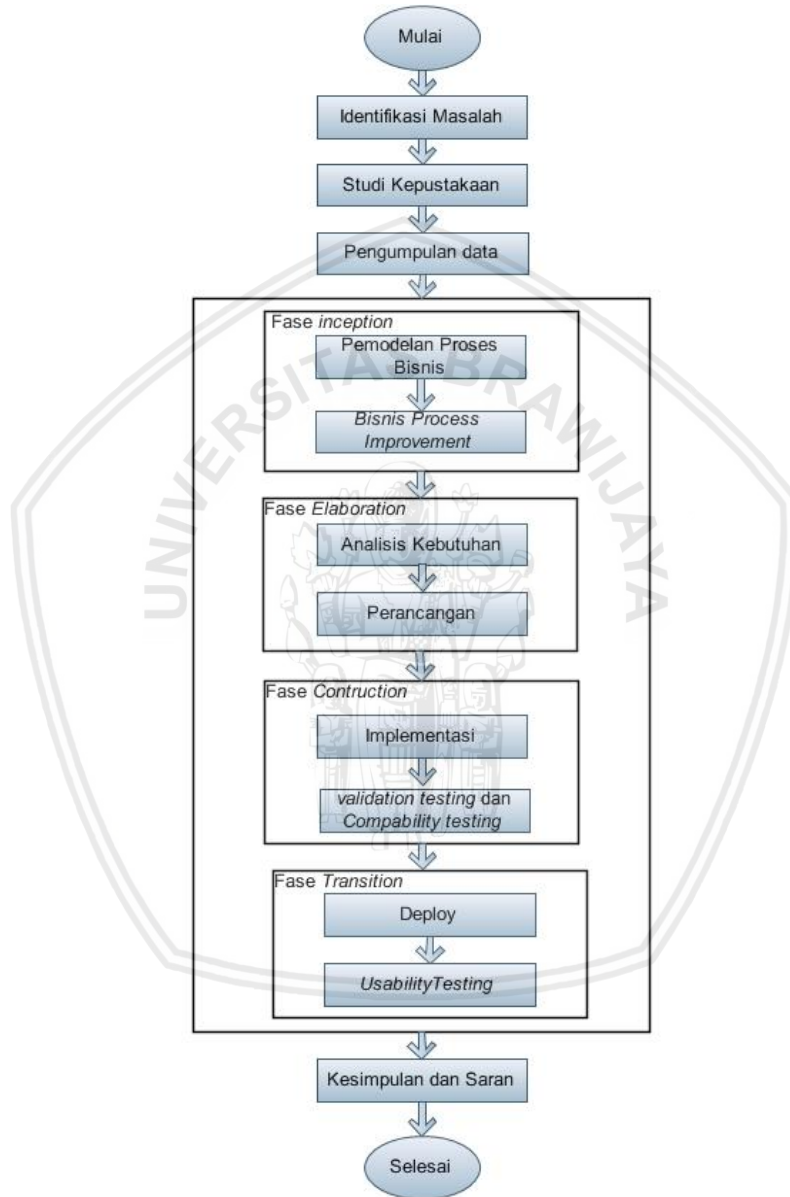 Mulai
Identifikasi Masalah
Studi Kepustakaan
Pengumpulan data
Fase inception
Pemodelan Proses
Bisnis
Bisnis Process
Improvement
Fase Elaboration
Analisis Kebutuhan
Perancangan
Fase Contruction
Implementasi
validation testing dan
Compability testing
Fase Transition
Deploy
UsabilityTesting
Kesimpulan dan Saran
Selesai
UNIVERSITAS BRAWIJAYA